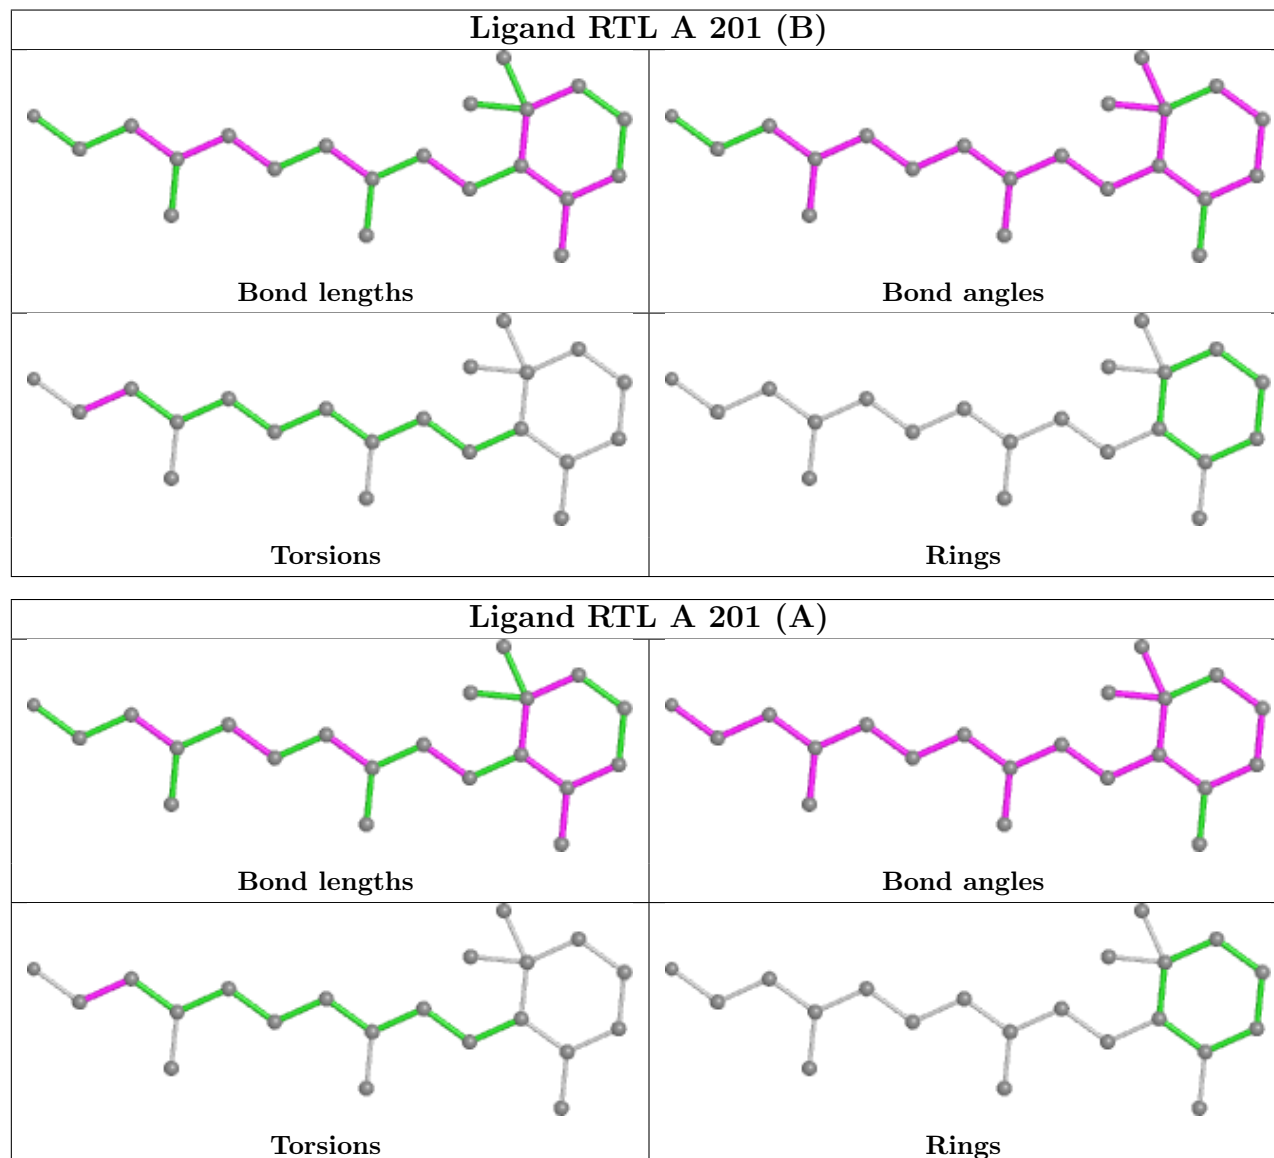 Ligand RTL A 201 (B)
Bond lengths
Bond angles
Torsions
Rings
Ligand RTL A 201 (A)
Bond lengths
Bond angles
Torsions
Rings